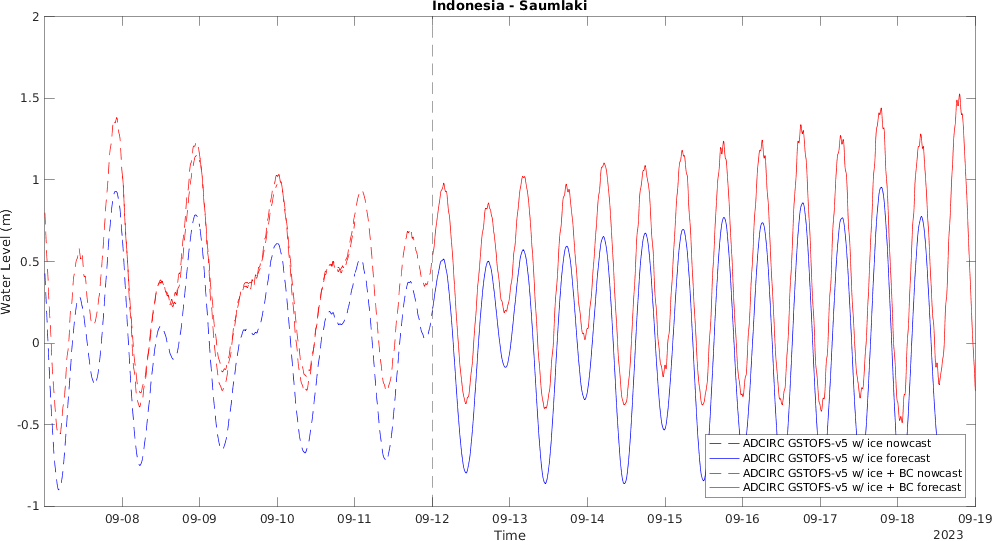 Indonesia - Saumlaki
2
1.5
1
0.5
0
-0.5
-1
Water Level (m)
ADCIRC GSTOFS-v5 w/ ice nowcast
ADCIRC GSTOFS-v5 w/ ice forecast
ADCIRC GSTOFS-v5 w/ ice + BC nowcast
ADCIRC GSTOFS-v5 w/ ice + BC forecast
09-08 09-09 09-10 09-11 09-12 09-13 09-14 09-15 09-16 09-17 09-18 09-19
Time
2023